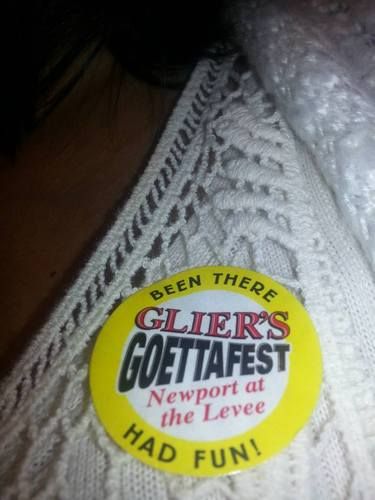 BEEN THERE
GLIER'S
GOETTAFEST
Newport at
the Levee
HAD FUN!